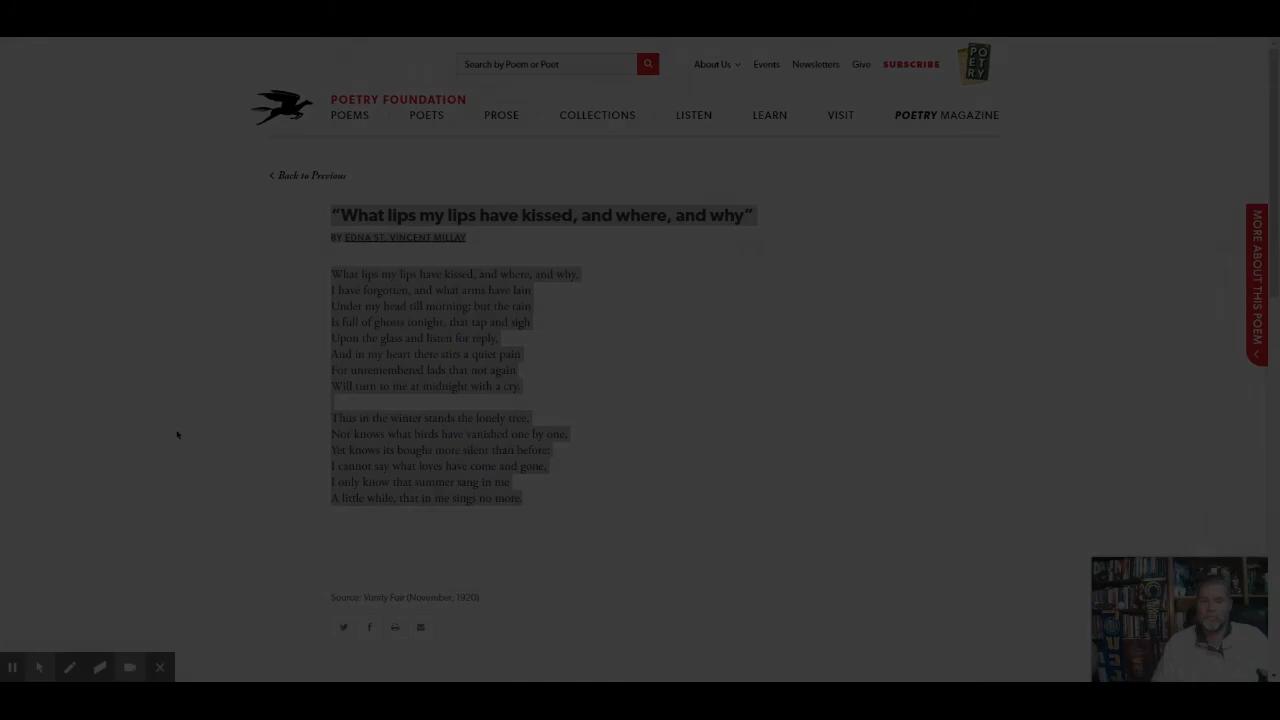 Search by Poem or Poet
About Us
Events
Newsletters
Give
SUBSCRIBE
PO
ET
RY
POETRY FOUNDATION
POEMS
POETS
PROSE
COLLECTIONS
LISTEN
LEARN
VISIT
POETRY MAGAZINE
Back to Previous
“What lips my lips have kissed, and where, and why”
BY EDNA ST. VINCENT MILLAY
What lips my lips have kissed, and where, and why,
I have forgotten, and what arms have lain
Under my head till morning; but the rain
Is full of ghosts tonight, that tap and sigh
Upon the glass and listen for reply,
And in my heart there stirs a quiet pain
For unremembered lads that not again
Will turn to me at midnight with a cry.
Thus in the winter stands the lonely tree,
Nor knows what birds have vanished one by one,
Yet knows its boughs more silent than before:
I cannot say what loves have come and gone,
I only know that summer sang in me
A little while, that in me sings no more.
Source: Vanity Fair (November, 1920)
MORE ABOUT THIS POEM